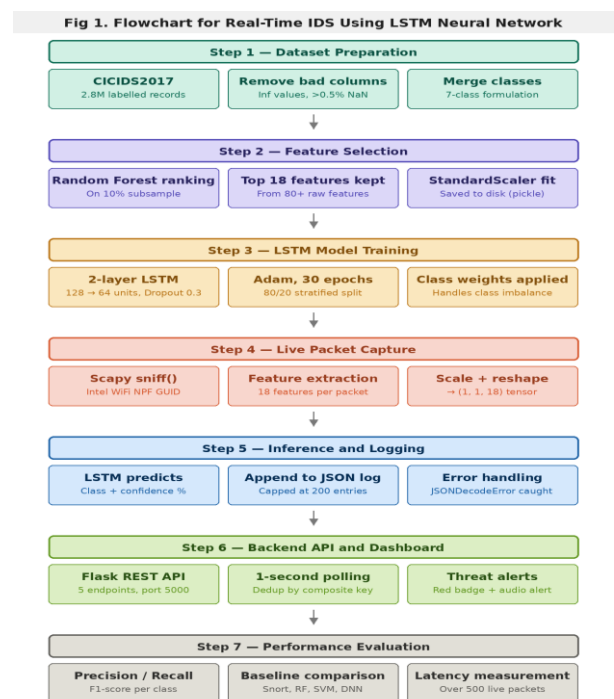 Fig 1. Flowchart for Real-Time IDS Using LSTM Neural Network
Step 1 — Dataset Preparation
CICIDS2017
2.8M labelled records
Remove bad columns
Inf values, >0.5% NaN
Merge classes
7-class formulation
Step 2 — Feature Selection
Random Forest ranking
On 10% subsample
Top 18 features kept
From 80+ raw features
StandardScaler fit
Saved to disk (pickle)
Step 3 — LSTM Model Training
2-layer LSTM
128 → 64 units, Dropout 0.3
Adam, 30 epochs
80/20 stratified split
Class weights applied
Handles class imbalance
Step 4 — Live Packet Capture
Scapy sniff()
Intel WiFi NPF GUID
Feature extraction
18 features per packet
Scale + reshape
→ (1, 1, 18) tensor
Step 5 — Inference and Logging
LSTM predicts
Class + confidence %
Append to JSON log
Capped at 200 entries
Error handling
JSONDecodeError caught
Step 6 — Backend API and Dashboard
Flask REST API
5 endpoints, port 5000
1-second polling
Dedup by composite key
Threat alerts
Red badge + audio alert
Step 7 — Performance Evaluation
Precision / Recall
F1-score per class
Baseline comparison
Snort, RF, SVM, DNN
Latency measurement
Over 500 live packets